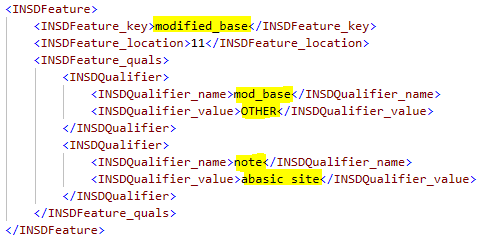 <INSDFeature>
<INSDFeature_key>modified_base</INSDFeature_key>
<INSDFeature_location>11</INSDFeature_location>
<INSDFeature_quals>
<INSDQualifier>
<INSDQualifier_name>mod_base</INSDQualifier_name>
<INSDQualifier_value>OTHER</INSDQualifier_value>
</INSDQualifier>
<INSDQualifier>
<INSDQualifier_name>note</INSDQualifier_name>
<INSDQualifier_value>abasic site</INSDQualifier_value>
</INSDQualifier>
</INSDFeature_quals>
</INSDFeature>